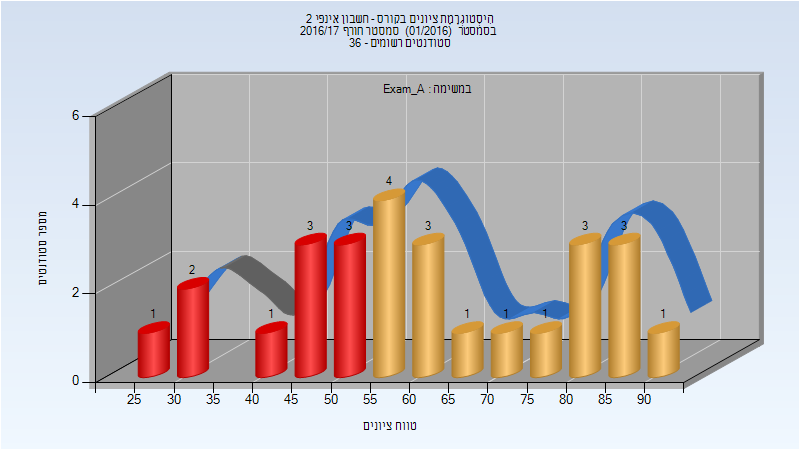 היסטוגרמת ציונים בקורס - חשבון אינפי 2
בסמסטר (01/2016) סמסטר חורף 2016/17
סטודנטים רשומים - 36
במשימה : Exam_A
מספר סטודנטים
6
4
2
0
1
2
1
3
3
4
3
1
1
1
3
3
1
25 30 35 40 45 50 55 60 65 70 75 80 85 90
טווח ציונים